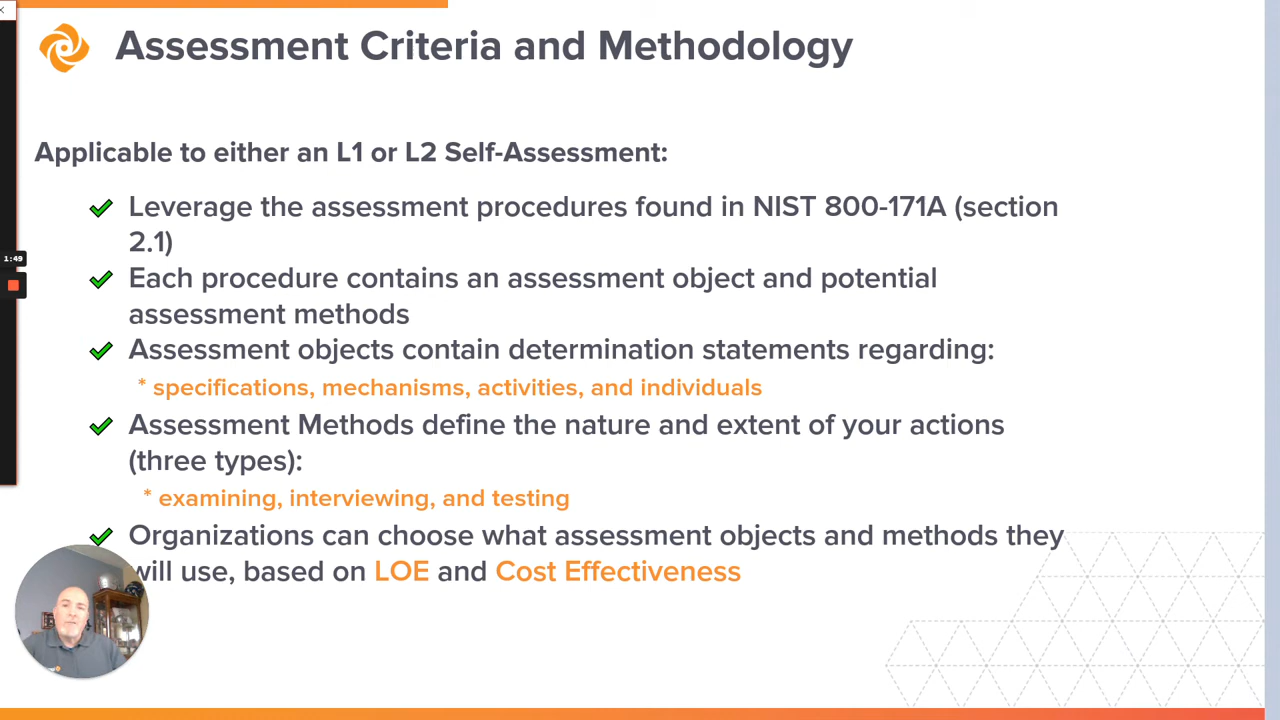 Assessment Criteria and Methodology
Applicable to either an L1 or L2 Self-Assessment:
Leverage the assessment procedures found in NIST 800-171A (section
2.1)
1:49
Each procedure contains an assessment object and potential
assessment methods
Assessment objects contain determination statements regarding:
* specifications, mechanisms, activities, and individuals
Assessment Methods define the nature and extent of your actions
(three types):
* examining, interviewing, and testing
Organizations can choose what assessment objects and methods they
will use, based on LOE and Cost Effectiveness